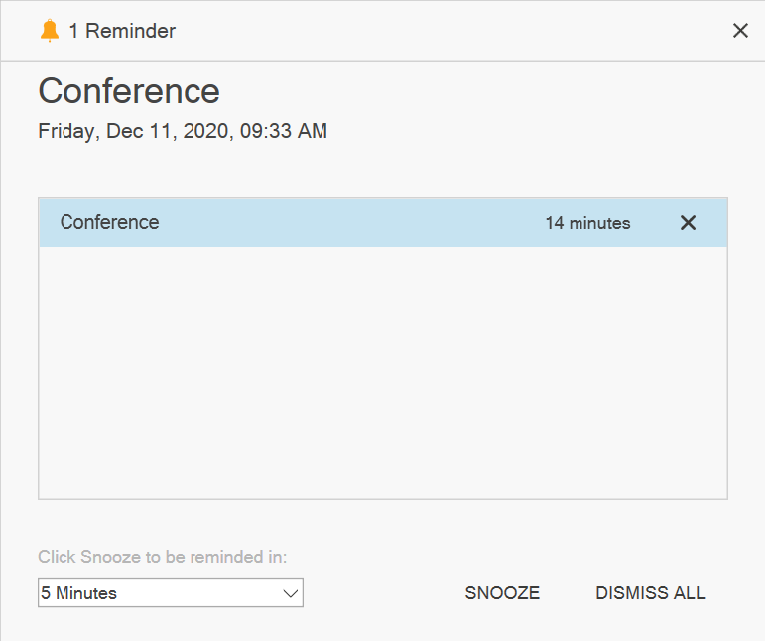 1 Reminder
Conference
Friday, Dec 11, 2020, 09:33 AM
Conference 14 minutes
Click Snooze to be reminded in:
5 Minutes SNOOZE DISMISS ALL